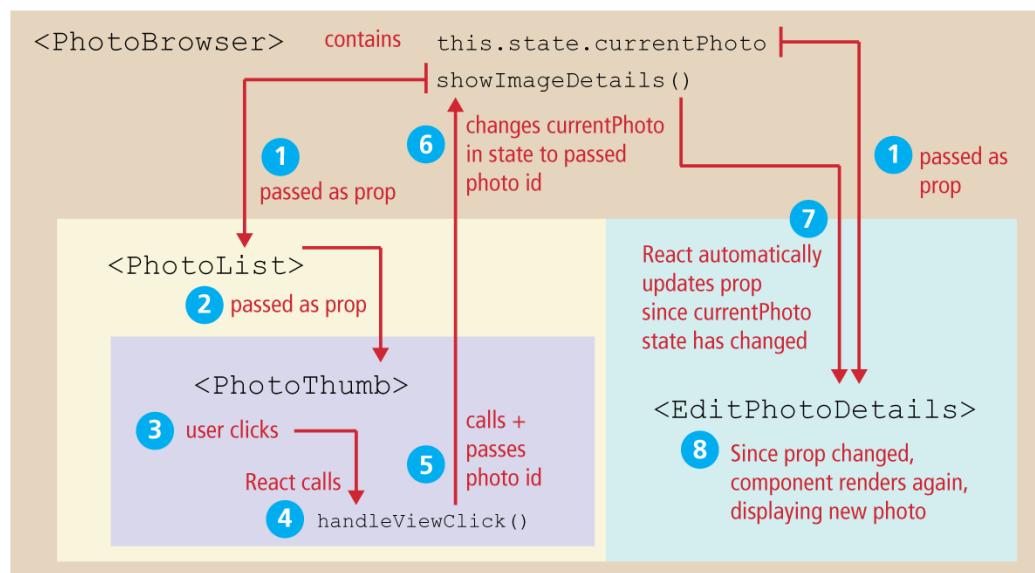 <PhotoBrowser> contains this.state.currentPhoto
showImageDetails()
1
passed as prop
6
changes currentPhoto
in state to passed
photo id
1
passed as
prop
7
React automatically
updates prop
since currentPhoto
state has changed
<PhotoList>
2 passed as prop
<PhotoThumb>
3 user clicks
React calls
4 handleViewClick()
5
calls +
passes
photo id
<EditPhotoDetails>
8 Since prop changed,
component renders again,
displaying new photo